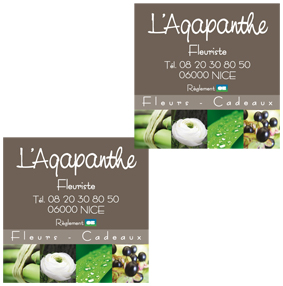 L'Agapanthe
Fleuriste
Tél. 08 20 30 80 50
06000 NICE
Règlement
Fleurs - Cadeaux
L'Agapanthe
Fleuriste
Tél. 08 20 30 80 50
06000 NICE
Règlement
Fleurs - Cadeaux